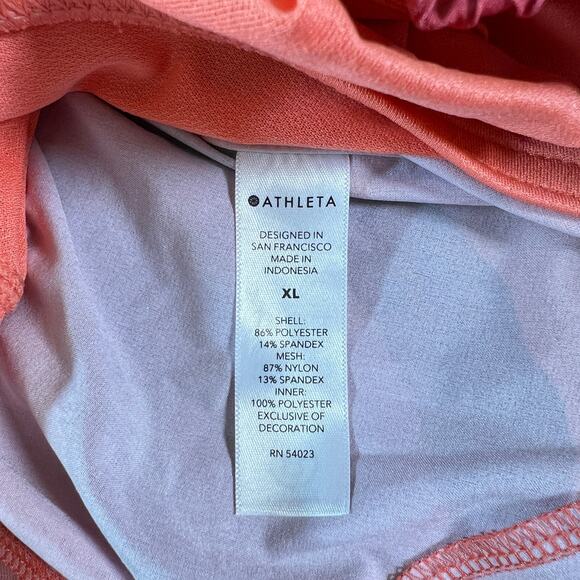 ATHLETA
DESIGNED IN
SAN FRANCISCO
MADE IN
INDONESIA
XL
SHELL:
86% POLYESTER
14% SPANDEX
MESH:
87% NYLON
13% SPANDEX
INNER:
100% POLYESTER
EXCLUSIVE OF
DECORATION
RN 54023